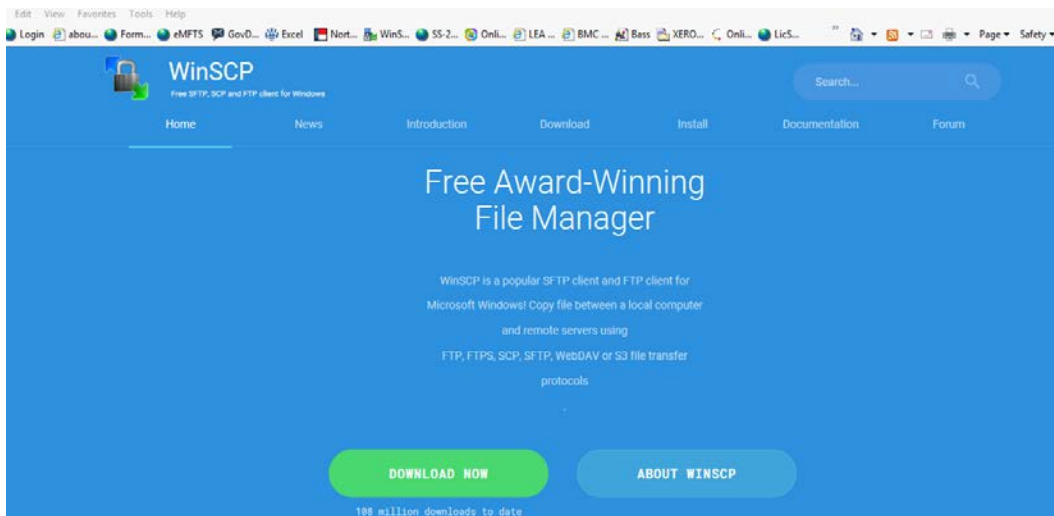 Edit View Favorites Tools Help
Login abou... Form... eMFTS GovD... Excel Nort... WinS... SS-2... Onli... LEA ... BMC ... Bass XERO... Onli... LicS... " Page Safety
WinSCP
Free SFTP, SCP and FTP client for Windows
Search...
Home News Introduction Download Install Documentation Forum
Free Award-Winning
File Manager
WinSCP is a popular SFTP client and FTP client for
Microsoft Windows! Copy file between a local computer
and remote servers using
FTP, FTPS, SCP, SFTP, WebDAV or S3 file transfer
protocols
.
DOWNLOAD NOW ABOUT WINSCP
108 million downloads to date